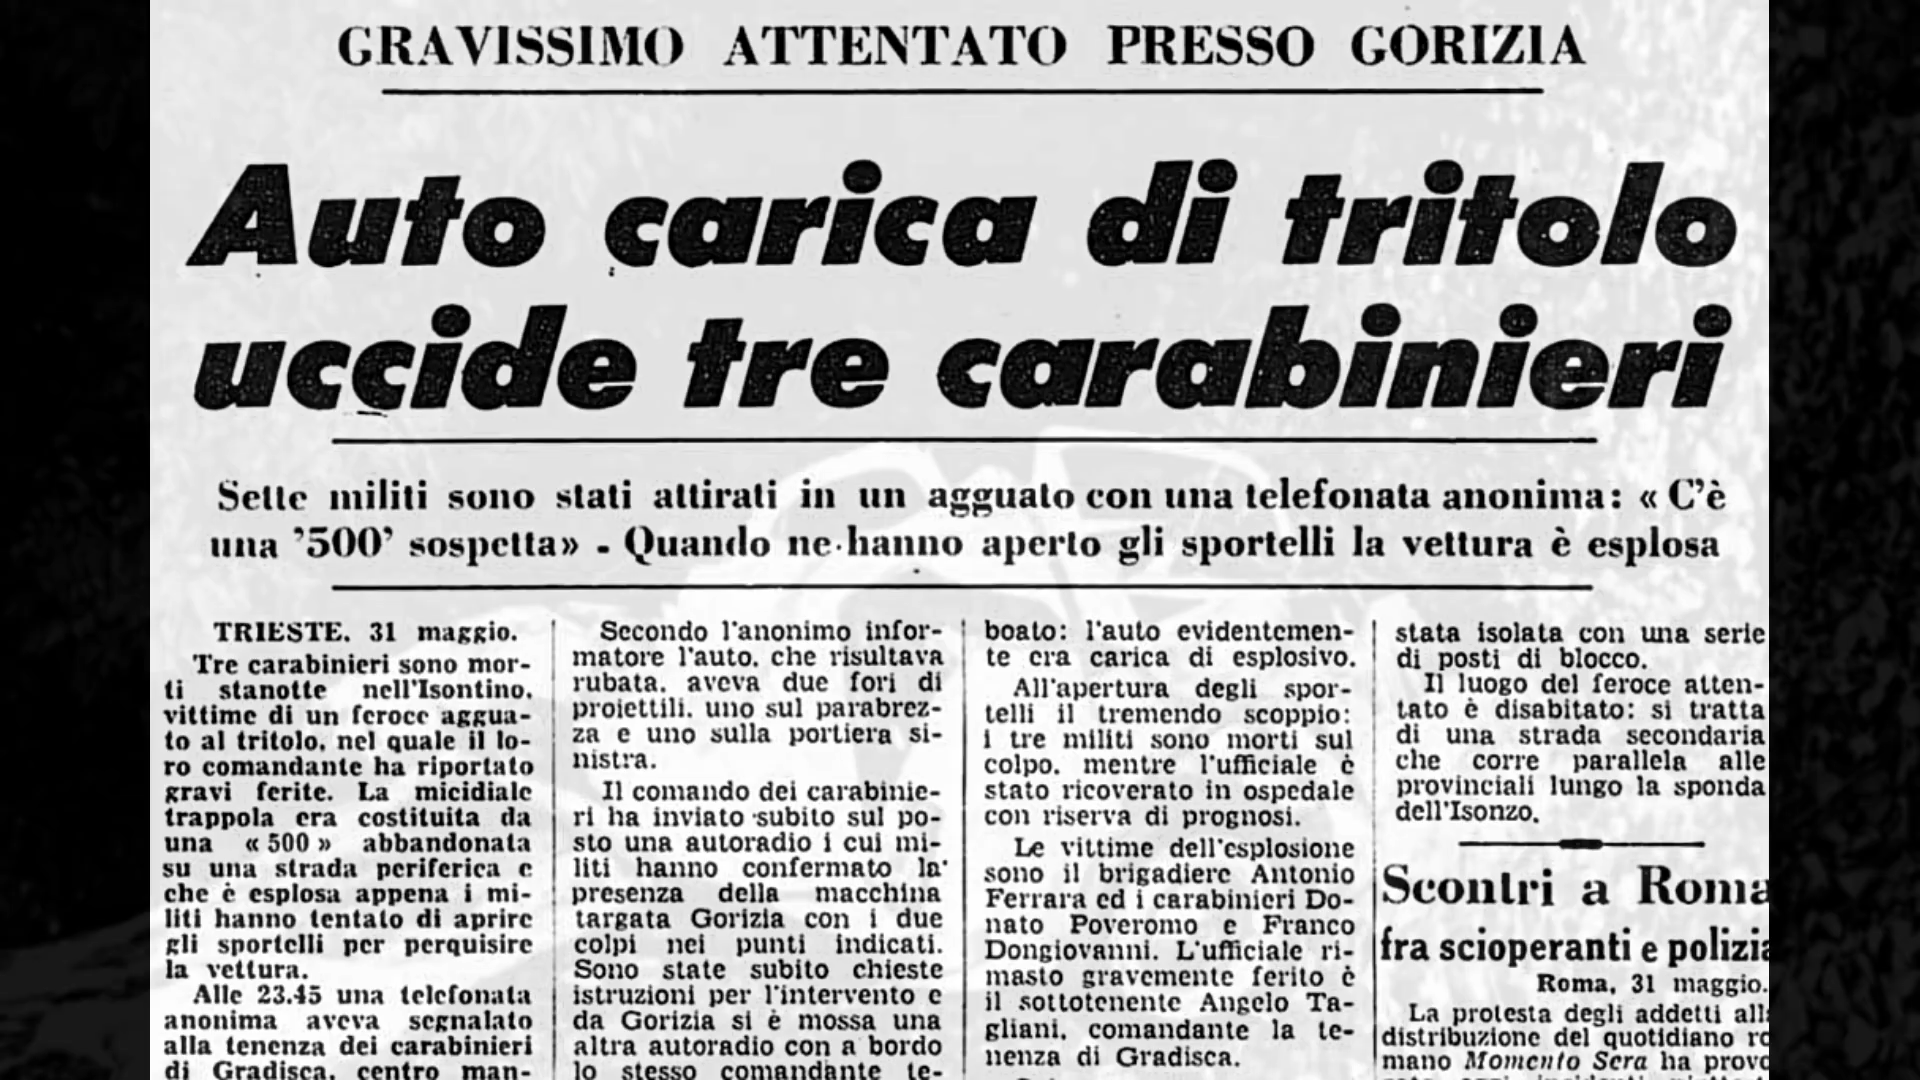 GRAVISSIMO ATTENTATO PRESSO GORIZIA
Auto carica di tritolo
uccide tre carabinieri
Sette militi sono stati attirati in un agguato con una telefonata anonima: « C'è
una '500' sospetta» - Quando ne hanno aperto gli sportelli la vettura è esplosa
TRIESTE, 31 maggio.
Tre carabinieri sono mor-
ti stanotte nell'Isontino,
vittime di un feroce aggua-
to al tritolo, nel quale il lo-
ro comandante ha riportato
gravi ferite. La micidiale
trappola era costituita da
una « 500 » abbandonata
su una strada periferica e
che è esplosa appena i mi-
liti hanno tentato di aprire
gli sportelli per perquisire
la vettura.
Alle 23.45 una telefonata
anonima aveva segnalato
alla tenenza dei carabinieri
di Gradisca, centro man-
Secondo l'anonimo infor-
matore l'auto, che risultava
rubata, aveva due fori di
proiettili, uno sul parabrez-
za e uno sulla portiera si-
nistra.
Il comando dei carabinie-
ri ha inviato subito sul po-
sto una autoradio i cui mi-
liti hanno confermato la
presenza della macchina
targata Gorizia con i due
colpi nei punti indicati.
Sono state subito chieste
istruzioni per l'intervento e
da Gorizia si è mossa una
altra autoradio con a bordo
lo stesso comandante te-
boato: l'auto evidentemen-
te era carica di esplosivo.
All'apertura degli spor-
telli il tremendo scoppio:
i tre militi sono morti sul
colpo, mentre l'ufficiale è
stato ricoverato in ospedale
con riserva di prognosi.
Le vittime dell'esplosione
sono il brigadiere Antonio
Ferrara ed i carabinieri Do-
nato Poveromo e Franco
Dongiovanni. L'ufficiale ri-
masto gravemente ferito è
il sottotenente Angelo Ta-
gliani, comandante la te-
nenza di Gradisca.
stata isolata con una serie
di posti di blocco.
Il luogo del feroce atten-
tato è disabitato: si tratta
di una strada secondaria
che corre parallela alle
provinciali lungo la sponda
dell'Isonzo.
Scontri a Roma
fra scioperanti e polizia
Roma, 31 maggio.
La protesta degli addetti all
distribuzione del quotidiano ro
mano Momento Sera ha provo